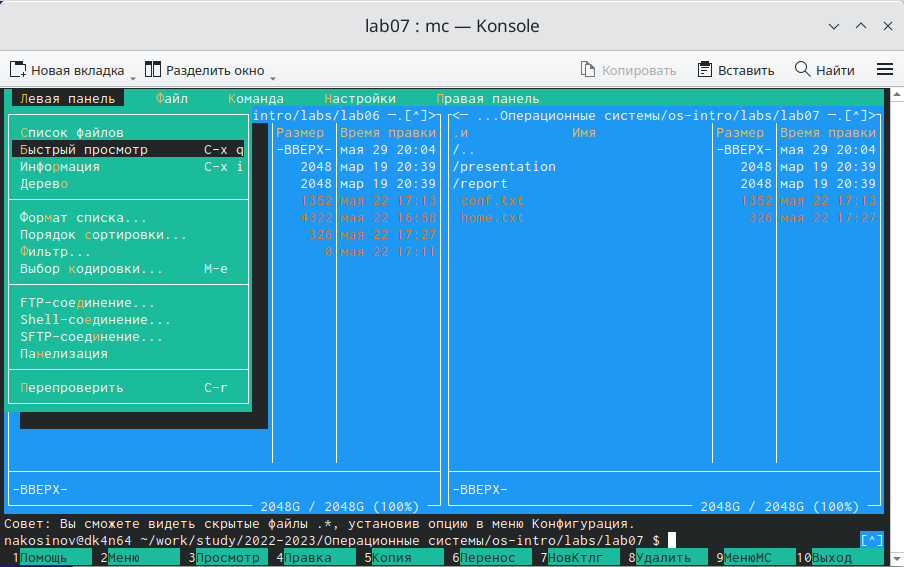 lab07 : mc — Konsole
Новая вкладка Разделить окно Копировать Вставить Найти
Левая панель Файл Команда Настройки Правая панель
intro/labs/lab06 —.[^]> <— ...Операционные системы/os-intro/labs/lab07 —.[^]>
Список файлов Размер Время правки .и Имя Размер Время правки
Быстрый просмотр C-x q -ВВЕРХ- мая 29 20:04 /.. -ВВЕРХ- мая 29 20:04
Информация C-x i 2048 мар 19 20:39 /presentation 2048 мар 19 20:39
Дерево 2048 мар 19 20:39 /report 2048 мар 19 20:39
1352 мая 22 17:13 conf.txt 1352 мая 22 17:13
Формат списка... 4322 мая 22 16:58 home.txt 326 мая 22 17:27
Порядок сортировки... 326 мая 22 17:27
Фильтр... 0 мая 22 17:11
Выбор кодировки... M-e
FTP-соединение...
Shell-соединение...
SFTP-соединение...
Панелизация
Перепроверить C-r
-ВВЕРХ- -ВВЕРХ-
2048G / 2048G (100%) 2048G / 2048G (100%)
Совет: Вы сможете видеть скрытые файлы .*, установив опцию в меню Конфигурация.
nakosinov@dk4n64 ~/work/study/2022-2023/Операционные системы/os-intro/labs/lab07 $ [^]
1Помощь 2Меню 3Просмотр 4Правка 5Копия 6Перенос 7НовКтлг 8Удалить 9МенюМС 10Выход